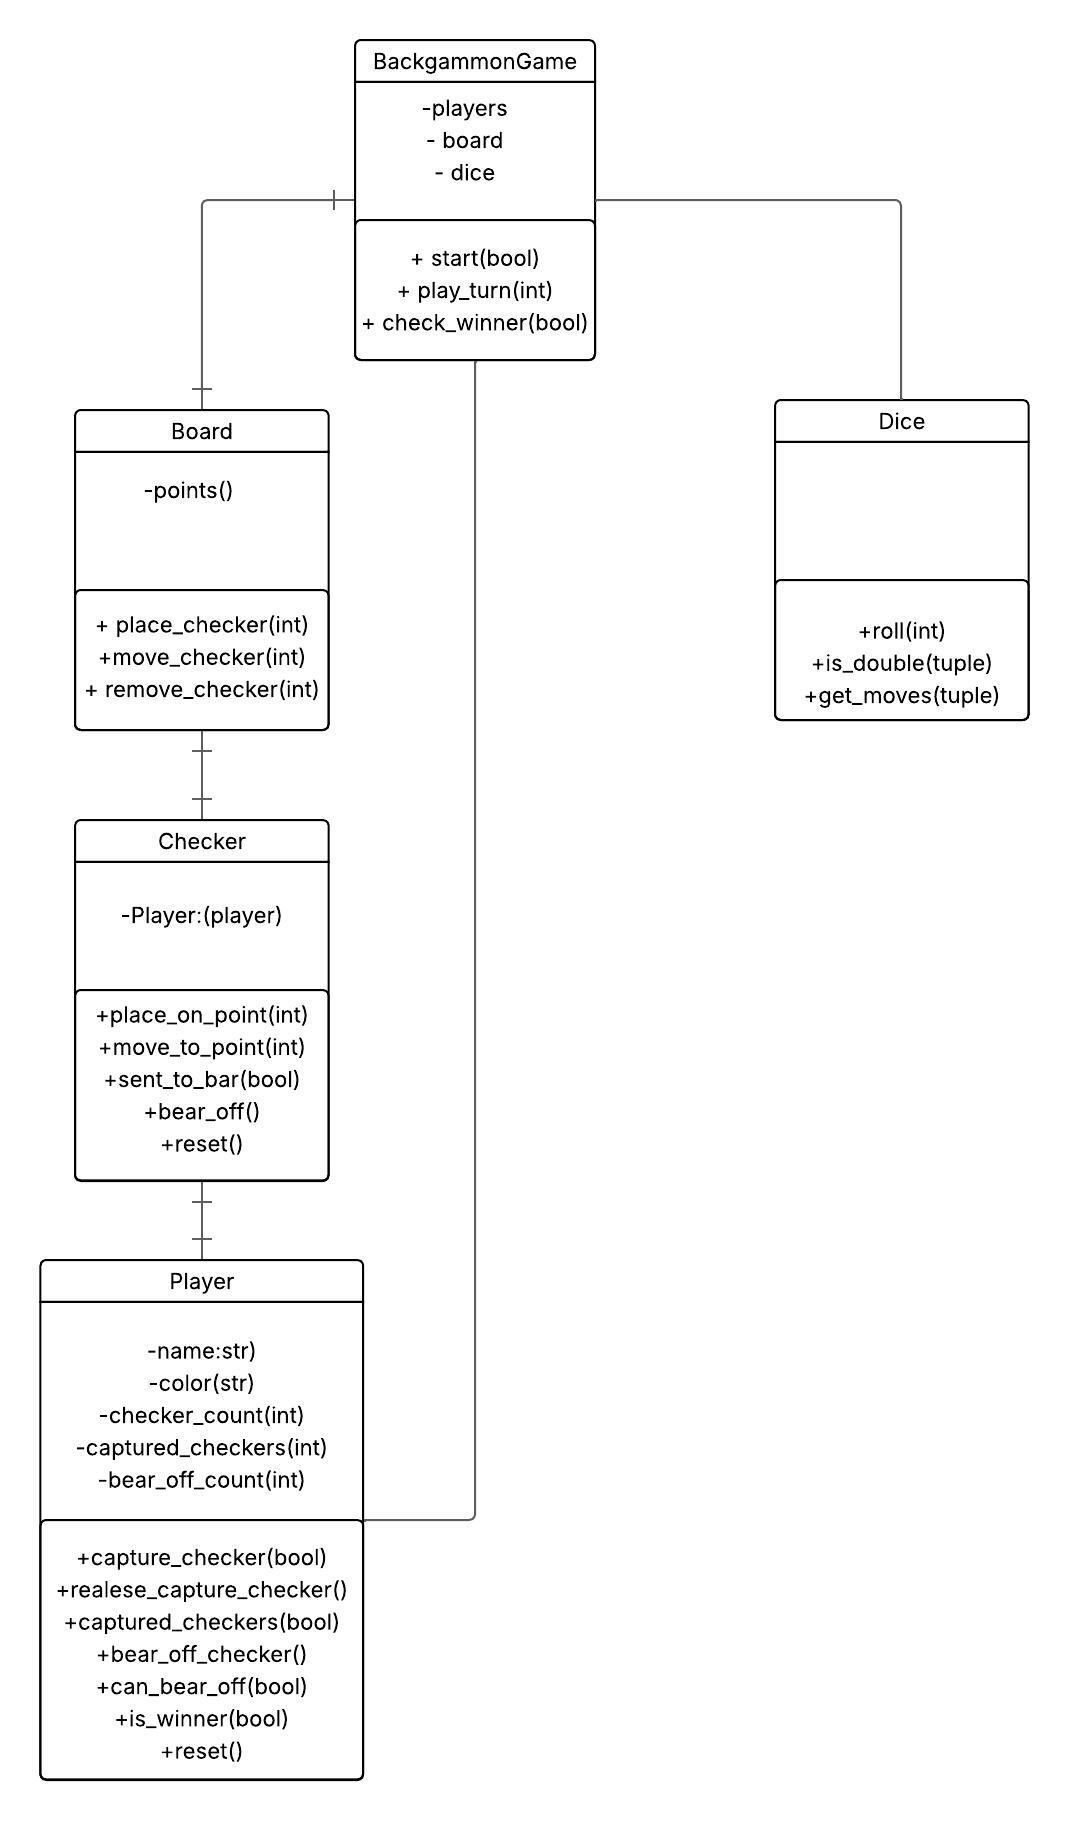 BackgammonGame
-players
- board
- dice
+ start(bool)
+ play_turn(int)
+ check_winner(bool)
Board
-points()
+ place_checker(int)
+move_checker(int)
+ remove_checker(int)
Dice
+roll(int)
+is_double(tuple)
+get_moves(tuple)
Checker
-Player:(player)
+place_on_point(int)
+move_to_point(int)
+sent_to_bar(bool)
+bear_off()
+reset()
Player
-name:str)
-color(str)
-checker_count(int)
-captured_checkers(int)
-bear_off_count(int)
+capture_checker(bool)
+realese_capture_checker()
+captured_checkers(bool)
+bear_off_checker()
+can_bear_off(bool)
+is_winner(bool)
+reset()